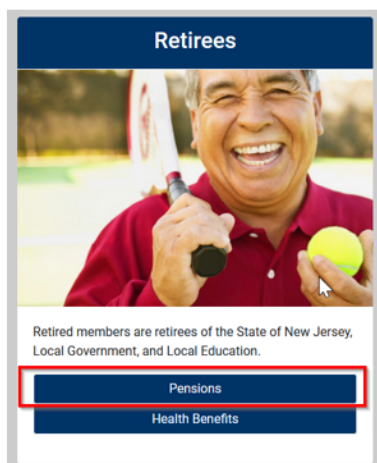 Retirees
Retired members are retirees of the State of New Jersey,
Local Government, and Local Education.
Pensions
Health Benefits